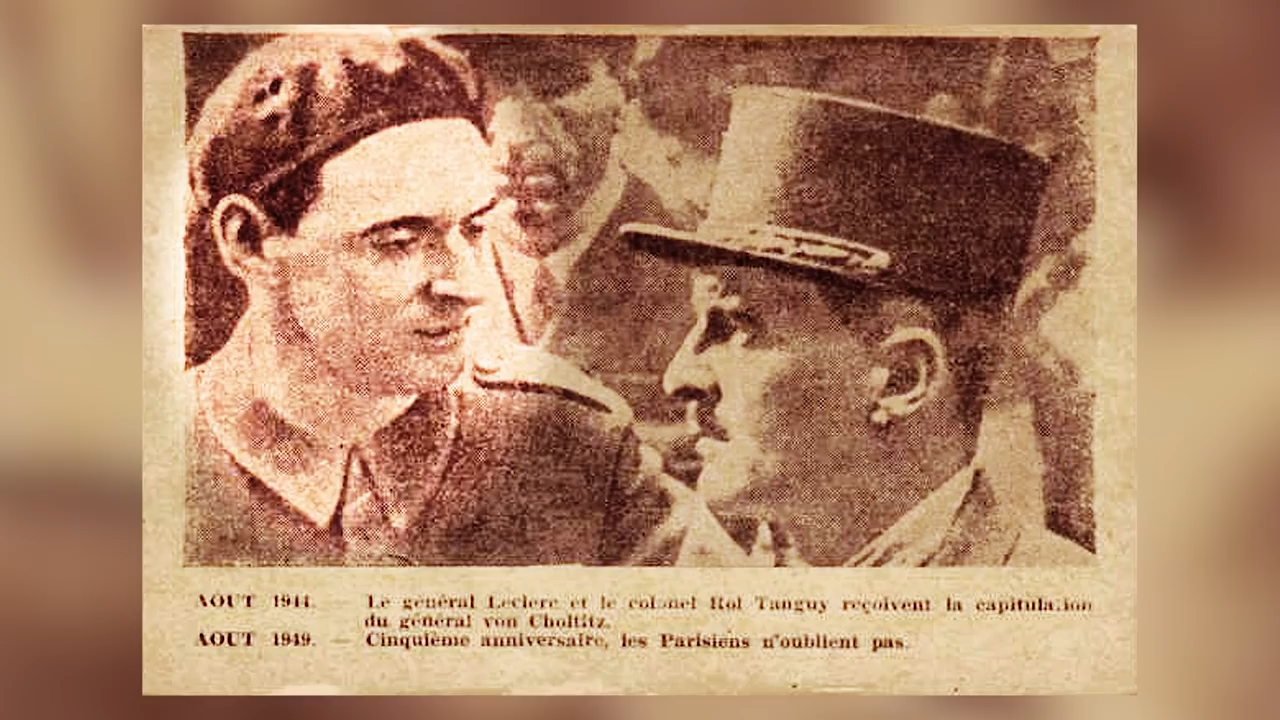 AOUT 1944. — Le général Leclerc et le colonel Rol Tanguy reçoivent la capitulation
du général von Choltitz.
AOUT 1949. — Cinquième anniversaire, les Parisiens n'oublient pas.